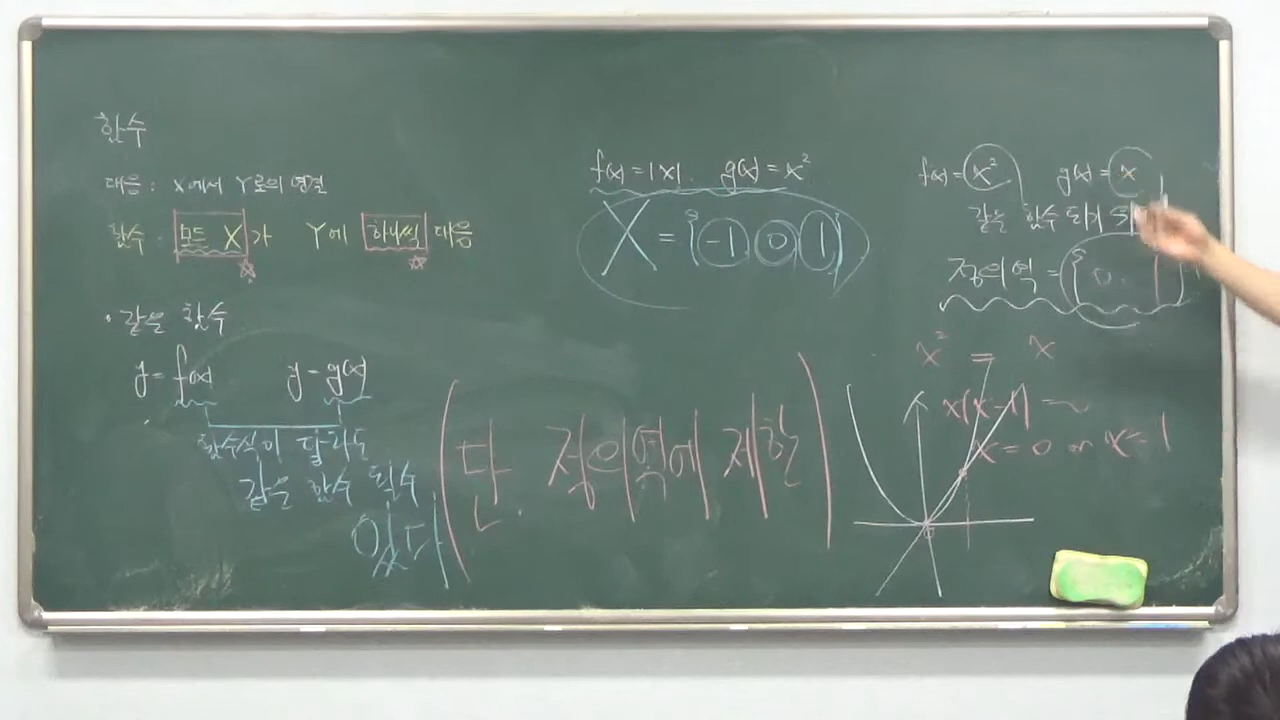 함수
대응 : X에서 Y로의 연결
함수 : 모든 X가 Y에 하나씩 대응
· 같은 함수
y = f(x) y = g(x)
함수식이 달라도
같은 함수 될수
있다
(단, 정의역에 제한)
f(x) = |x|. g(x) = x²
X = {-1, 0, 1}
f(x) = x² g(x) = x
같은 함수 되기
정의역 = {0, 1}
x² = x
x(x-1) = 0
x = 0 or x = 1